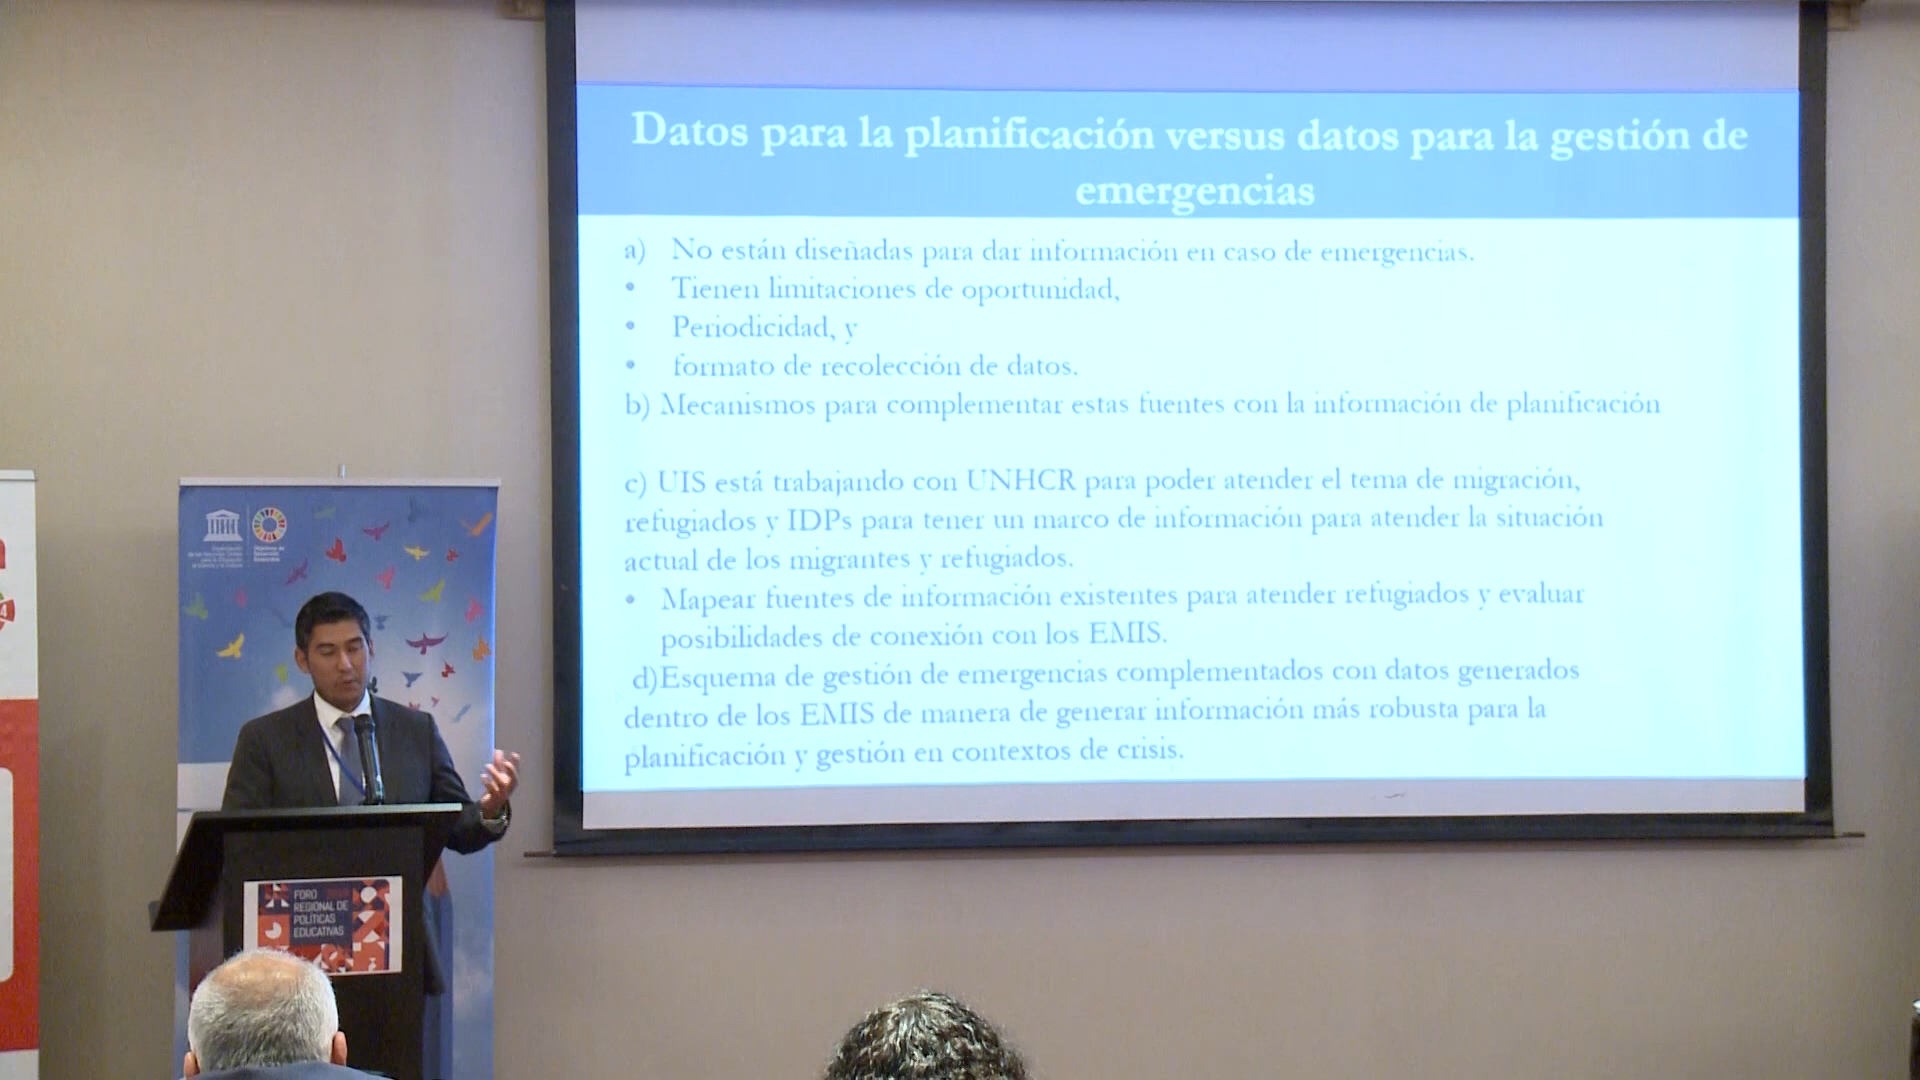 Datos para la planificación versus datos para la gestión de
emergencias
a) No están diseñadas para dar información en caso de emergencias.
• Tienen limitaciones de oportunidad,
• Periodicidad, y
• formato de recolección de datos.
b) Mecanismos para complementar estas fuentes con la información de planificación
c) UIS está trabajando con UNHCR para poder atender el tema de migración,
refugiados y IDPs para tener un marco de información para atender la situación
actual de los migrantes y refugiados.
• Mapear fuentes de información existentes para atender refugiados y evaluar
posibilidades de conexión con los EMIS.
d)Esquema de gestión de emergencias complementados con datos generados
dentro de los EMIS de manera de generar información más robusta para la
planificación y gestión en contextos de crisis.
4
FORO
REGIONAL DE
POLÍTICAS
EDUCATIVAS